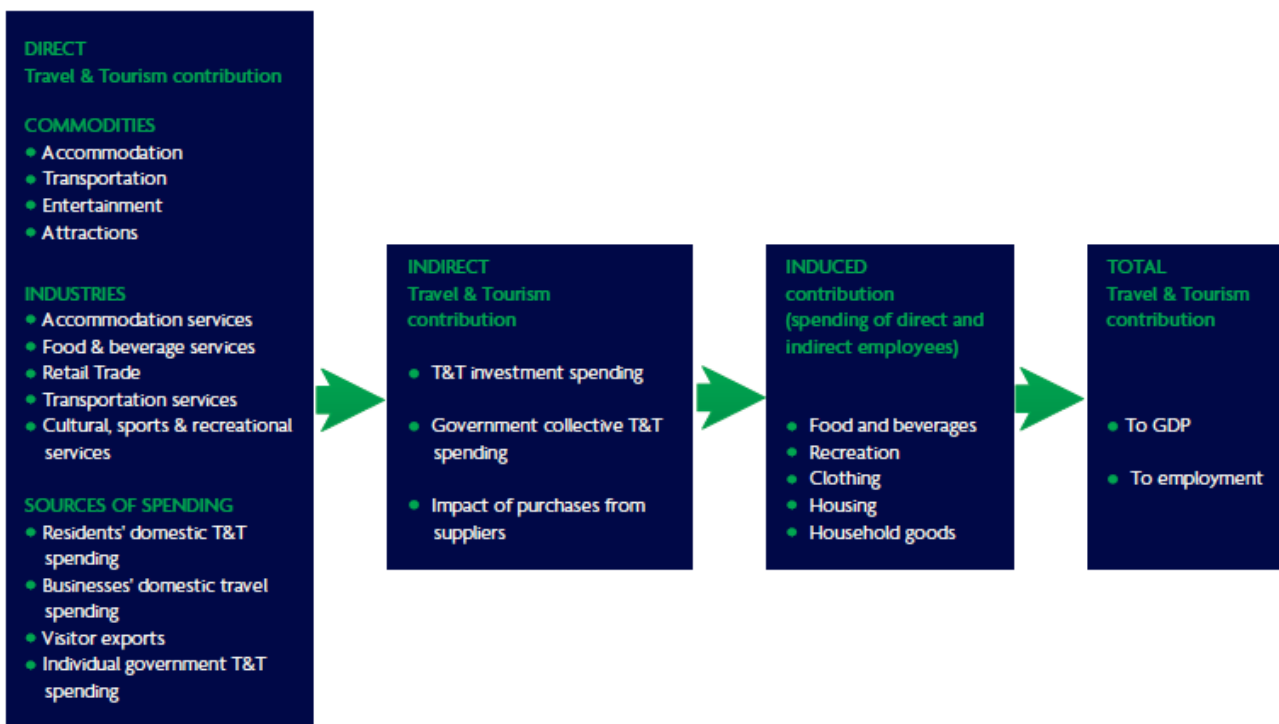 DIRECT
Travel & Tourism contribution
COMMODITIES
• Accommodation
• Transportation
• Entertainment
• Attractions
INDUSTRIES
• Accommodation services
• Food & beverage services
• Retail Trade
• Transportation services
• Cultural, sports & recreational
services
SOURCES OF SPENDING
• Residents' domestic T&T
spending
• Businesses' domestic travel
spending
• Visitor exports
• Individual government T&T
spending
INDIRECT
Travel & Tourism
contribution
• T&T investment spending
• Government collective T&T
spending
• Impact of purchases from
suppliers
INDUCED
contribution
(spending of direct and
indirect employees)
• Food and beverages
• Recreation
• Clothing
• Housing
• Household goods
TOTAL
Travel & Tourism
contribution
• To GDP
• To employment